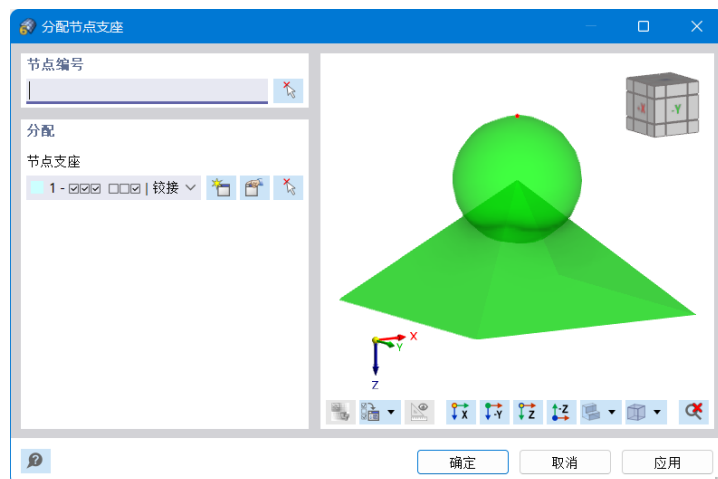 分配节点支座
节点编号
分配
节点支座
1 - ☑☑☑ ☐☐☑ | 铰接
-X
-Y
X
Y
Z
X
-Y
Z
-Z
确定
取消
应用